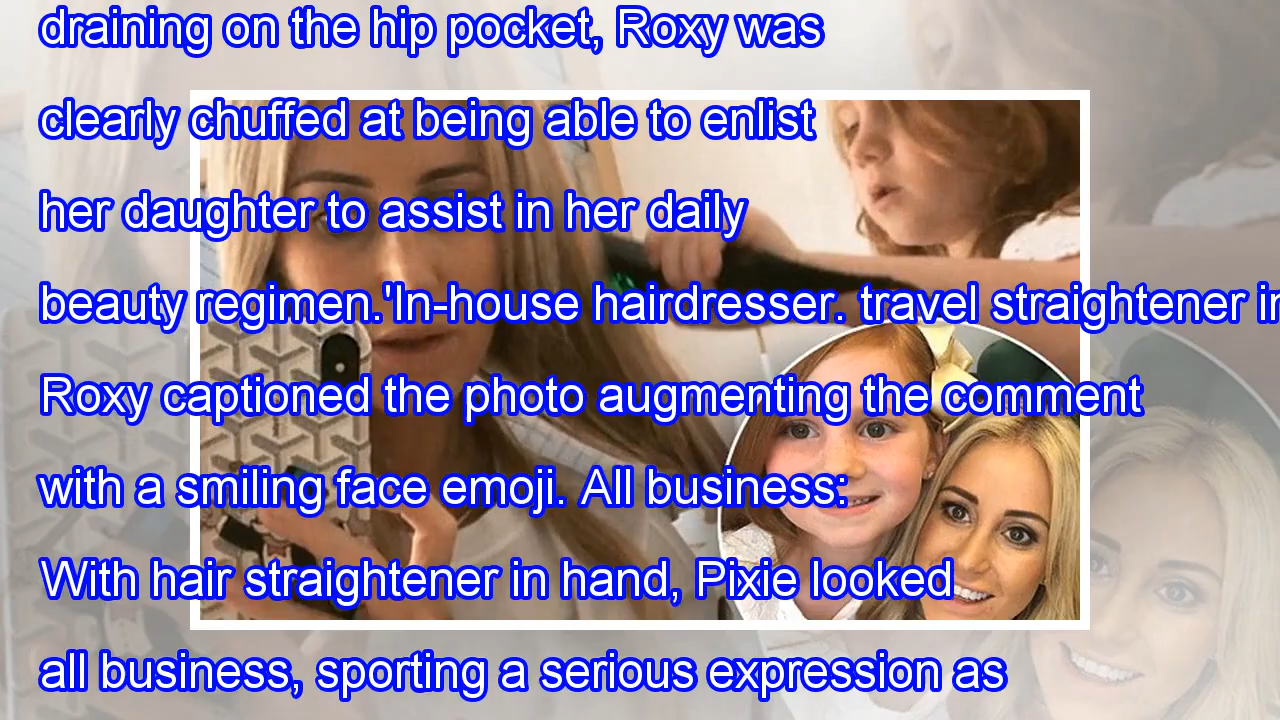 draining on the hip pocket, Roxy was
clearly chuffed at being able to enlist
her daughter to assist in her daily
beauty regimen.'In-house hairdresser. travel straightener
Roxy captioned the photo augmenting the comment
with a smiling face emoji. All business:
With hair straightener in hand, Pixie looked
all business, sporting a serious expression as